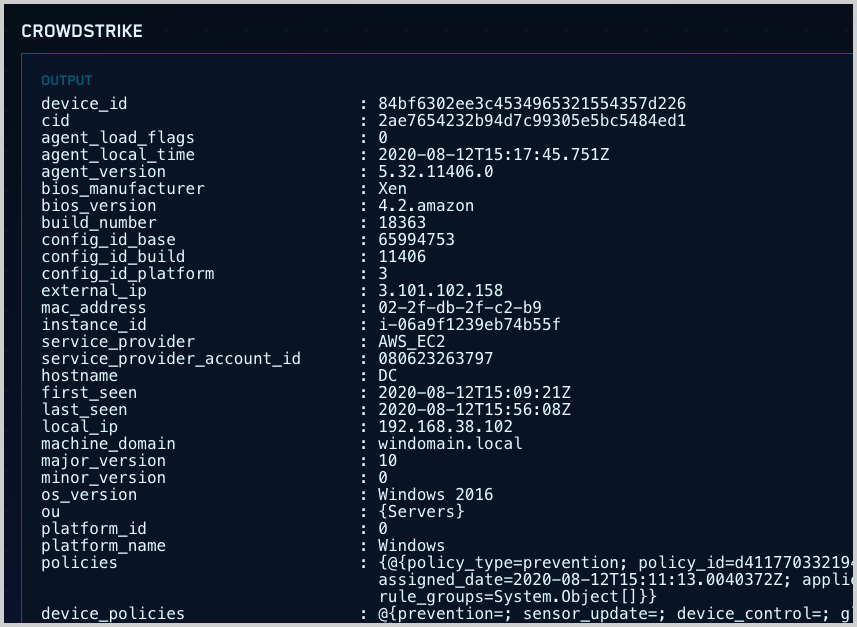 CROWDSTRIKE
OUTPUT
device_id : 84bf6302ee3c4534965321554357d226
cid : 2ae7654232b94d7c99305e5bc5484ed1
agent_load_flags : 0
agent_local_time : 2020-08-12T15:17:45.751Z
agent_version : 5.32.11406.0
bios_manufacturer : Xen
bios_version : 4.2.amazon
build_number : 18363
config_id_base : 65994753
config_id_build : 11406
config_id_platform : 3
external_ip : 3.101.102.158
mac_address : 02-2f-db-2f-c2-b9
instance_id : i-06a9f1239eb74b55f
service_provider : AWS_EC2
service_provider_account_id : 080623263797
hostname : DC
first_seen : 2020-08-12T15:09:21Z
last_seen : 2020-08-12T15:56:08Z
local_ip : 192.168.38.102
machine_domain : windomain.local
major_version : 10
minor_version : 0
os_version : Windows 2016
ou : {Servers}
platform_id : 0
platform_name : Windows
policies : {@{policy_type=prevention; policy_id=d41177033219
assigned_date=2020-08-12T15:11:13.0040372Z; applie
rule_groups=System.Object[]}}
device_policies : @{prevention=; sensor_update=; device_control=; gl